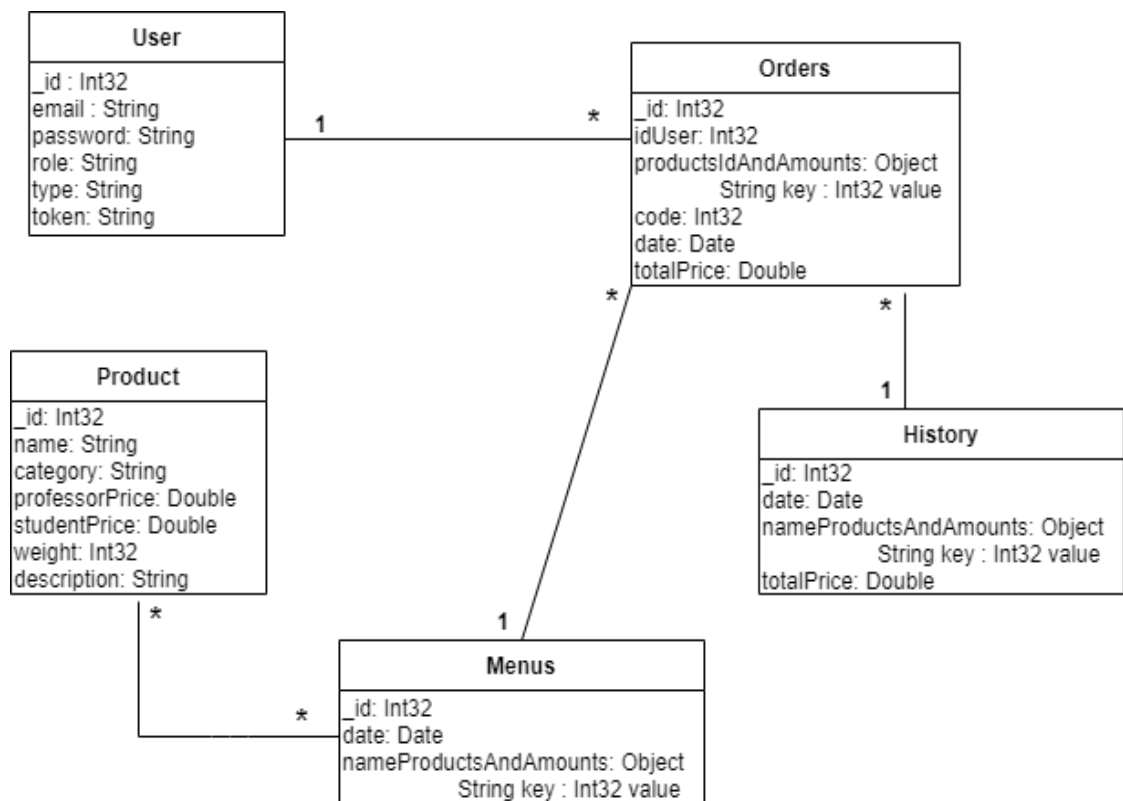 User
_id : Int32
email : String
password: String
role: String
type: String
token: String
1
*
Orders
_id: Int32
idUser: Int32
productsIdAndAmounts: Object
String key : Int32 value
code: Int32
date: Date
totalPrice: Double
*
*
1
Product
_id: Int32
name: String
category: String
professorPrice: Double
studentPrice: Double
weight: Int32
description: String
*
*
1
History
_id: Int32
date: Date
nameProductsAndAmounts: Object
String key : Int32 value
totalPrice: Double
Menus
_id: Int32
date: Date
nameProductsAndAmounts: Object
String key : Int32 value